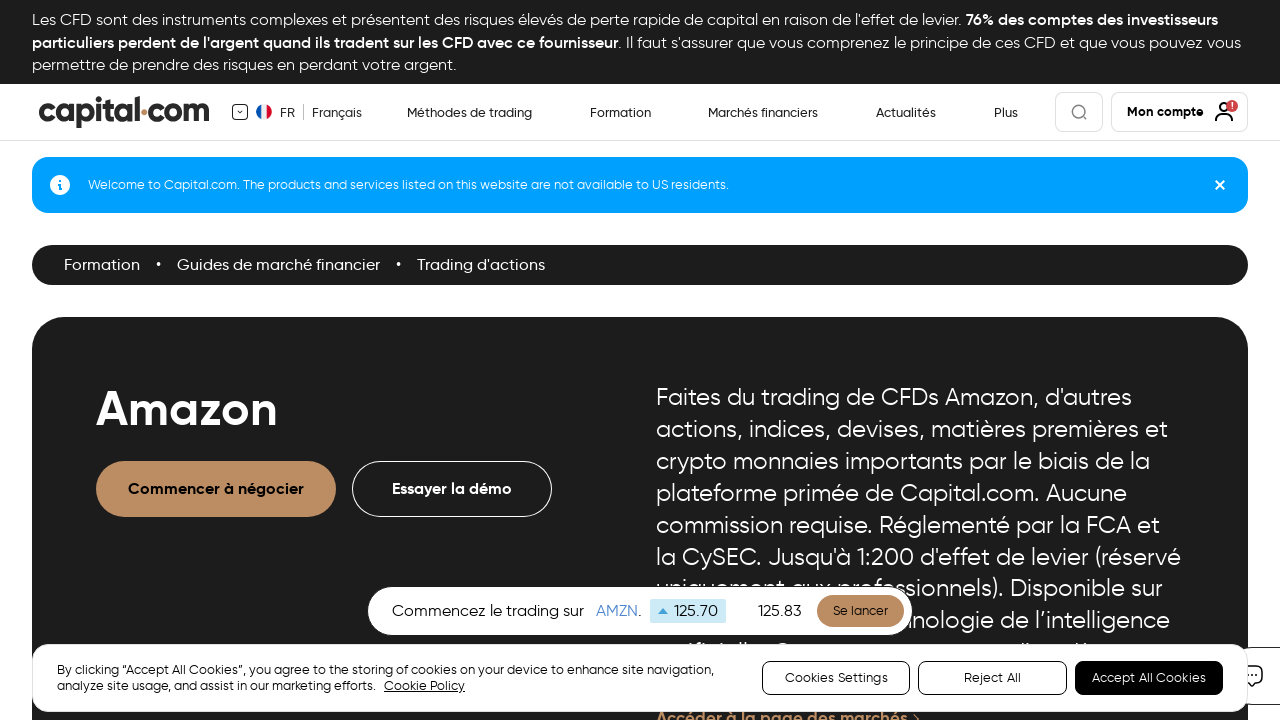 Les CFD sont des instruments complexes et présentent des risques élevés de perte rapide de capital en raison de l'effet de levier. 76% des comptes des investisseurs
particuliers perdent de l'argent quand ils tradent sur les CFD avec ce fournisseur. Il faut s'assurer que vous comprenez le principe de ces CFD et que vous pouvez vous
permettre de prendre des risques en perdant votre argent.
capital.com FR Français Méthodes de trading Formation Marchés financiers Actualités Plus Mon compte
Welcome to Capital.com. The products and services listed on this website are not available to US residents.
Formation • Guides de marché financier • Trading d'actions
Amazon
Commencer à négocier Essayer la démo
Faites du trading de CFDs Amazon, d'autres
actions, indices, devises, matières premières et
crypto monnaies importants par le biais de la
plateforme primée de Capital.com. Aucune
commission requise. Réglementé par la FCA et
la CySEC. Jusqu'à 1:200 d'effet de levier (réservé
uniquement aux professionnels). Disponible sur
l’intelligence
Commencez le trading sur AMZN. 125.70 125.83 Se lancer
By clicking “Accept All Cookies”, you agree to the storing of cookies on your device to enhance site navigation,
analyze site usage, and assist in our marketing efforts. Cookie Policy
Cookies Settings Reject All Accept All Cookies
Accéder à la page des marchés